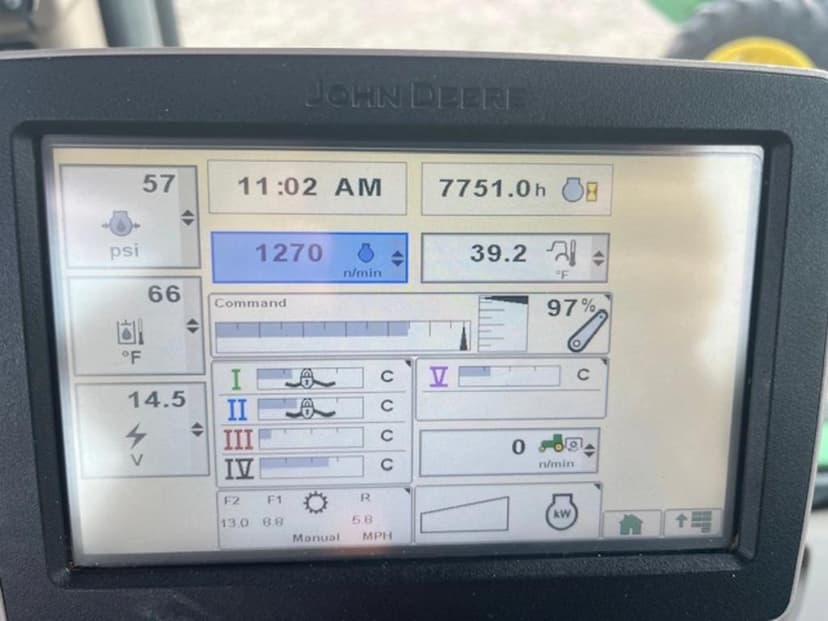 JOHN DEERE
57
psi
11:02 AM
7751.0h
1270
n/min
39.2
°F
66
°F
Command
97%
14.5
V
I C
II C
III C
IV C
V C
0
n/min
F2 F1 R
13.0 8.8 5.8
Manual MPH
kW